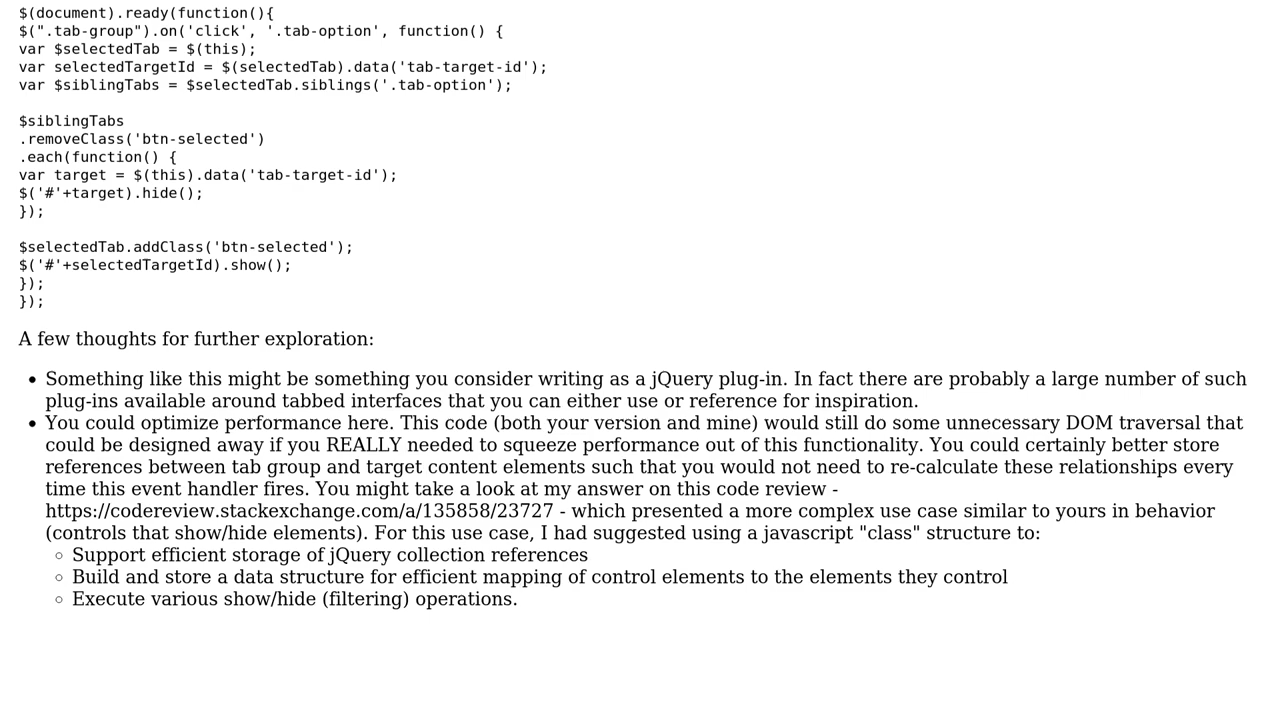 $(document).ready(function(){
$(".tab-group").on('click', '.tab-option', function() {
var $selectedTab = $(this);
var selectedTargetId = $(selectedTab).data('tab-target-id');
var $siblingTabs = $selectedTab.siblings('.tab-option');

$siblingTabs
.removeClass('btn-selected')
.each(function() {
var target = $(this).data('tab-target-id');
$('#'+target).hide();
});

$selectedTab.addClass('btn-selected');
$('#'+selectedTargetId).show();
});
});

A few thoughts for further exploration:

• Something like this might be something you consider writing as a jQuery plug-in. In fact there are probably a large number of such
plug-ins available around tabbed interfaces that you can either use or reference for inspiration.
• You could optimize performance here. This code (both your version and mine) would still do some unnecessary DOM traversal that
could be designed away if you REALLY needed to squeeze performance out of this functionality. You could certainly better store
references between tab group and target content elements such that you would not need to re-calculate these relationships every
time this event handler fires. You might take a look at my answer on this code review -
https://codereview.stackexchange.com/a/135858/23727 - which presented a more complex use case similar to yours in behavior
(controls that show/hide elements). For this use case, I had suggested using a javascript "class" structure to:
◦ Support efficient storage of jQuery collection references
◦ Build and store a data structure for efficient mapping of control elements to the elements they control
◦ Execute various show/hide (filtering) operations.